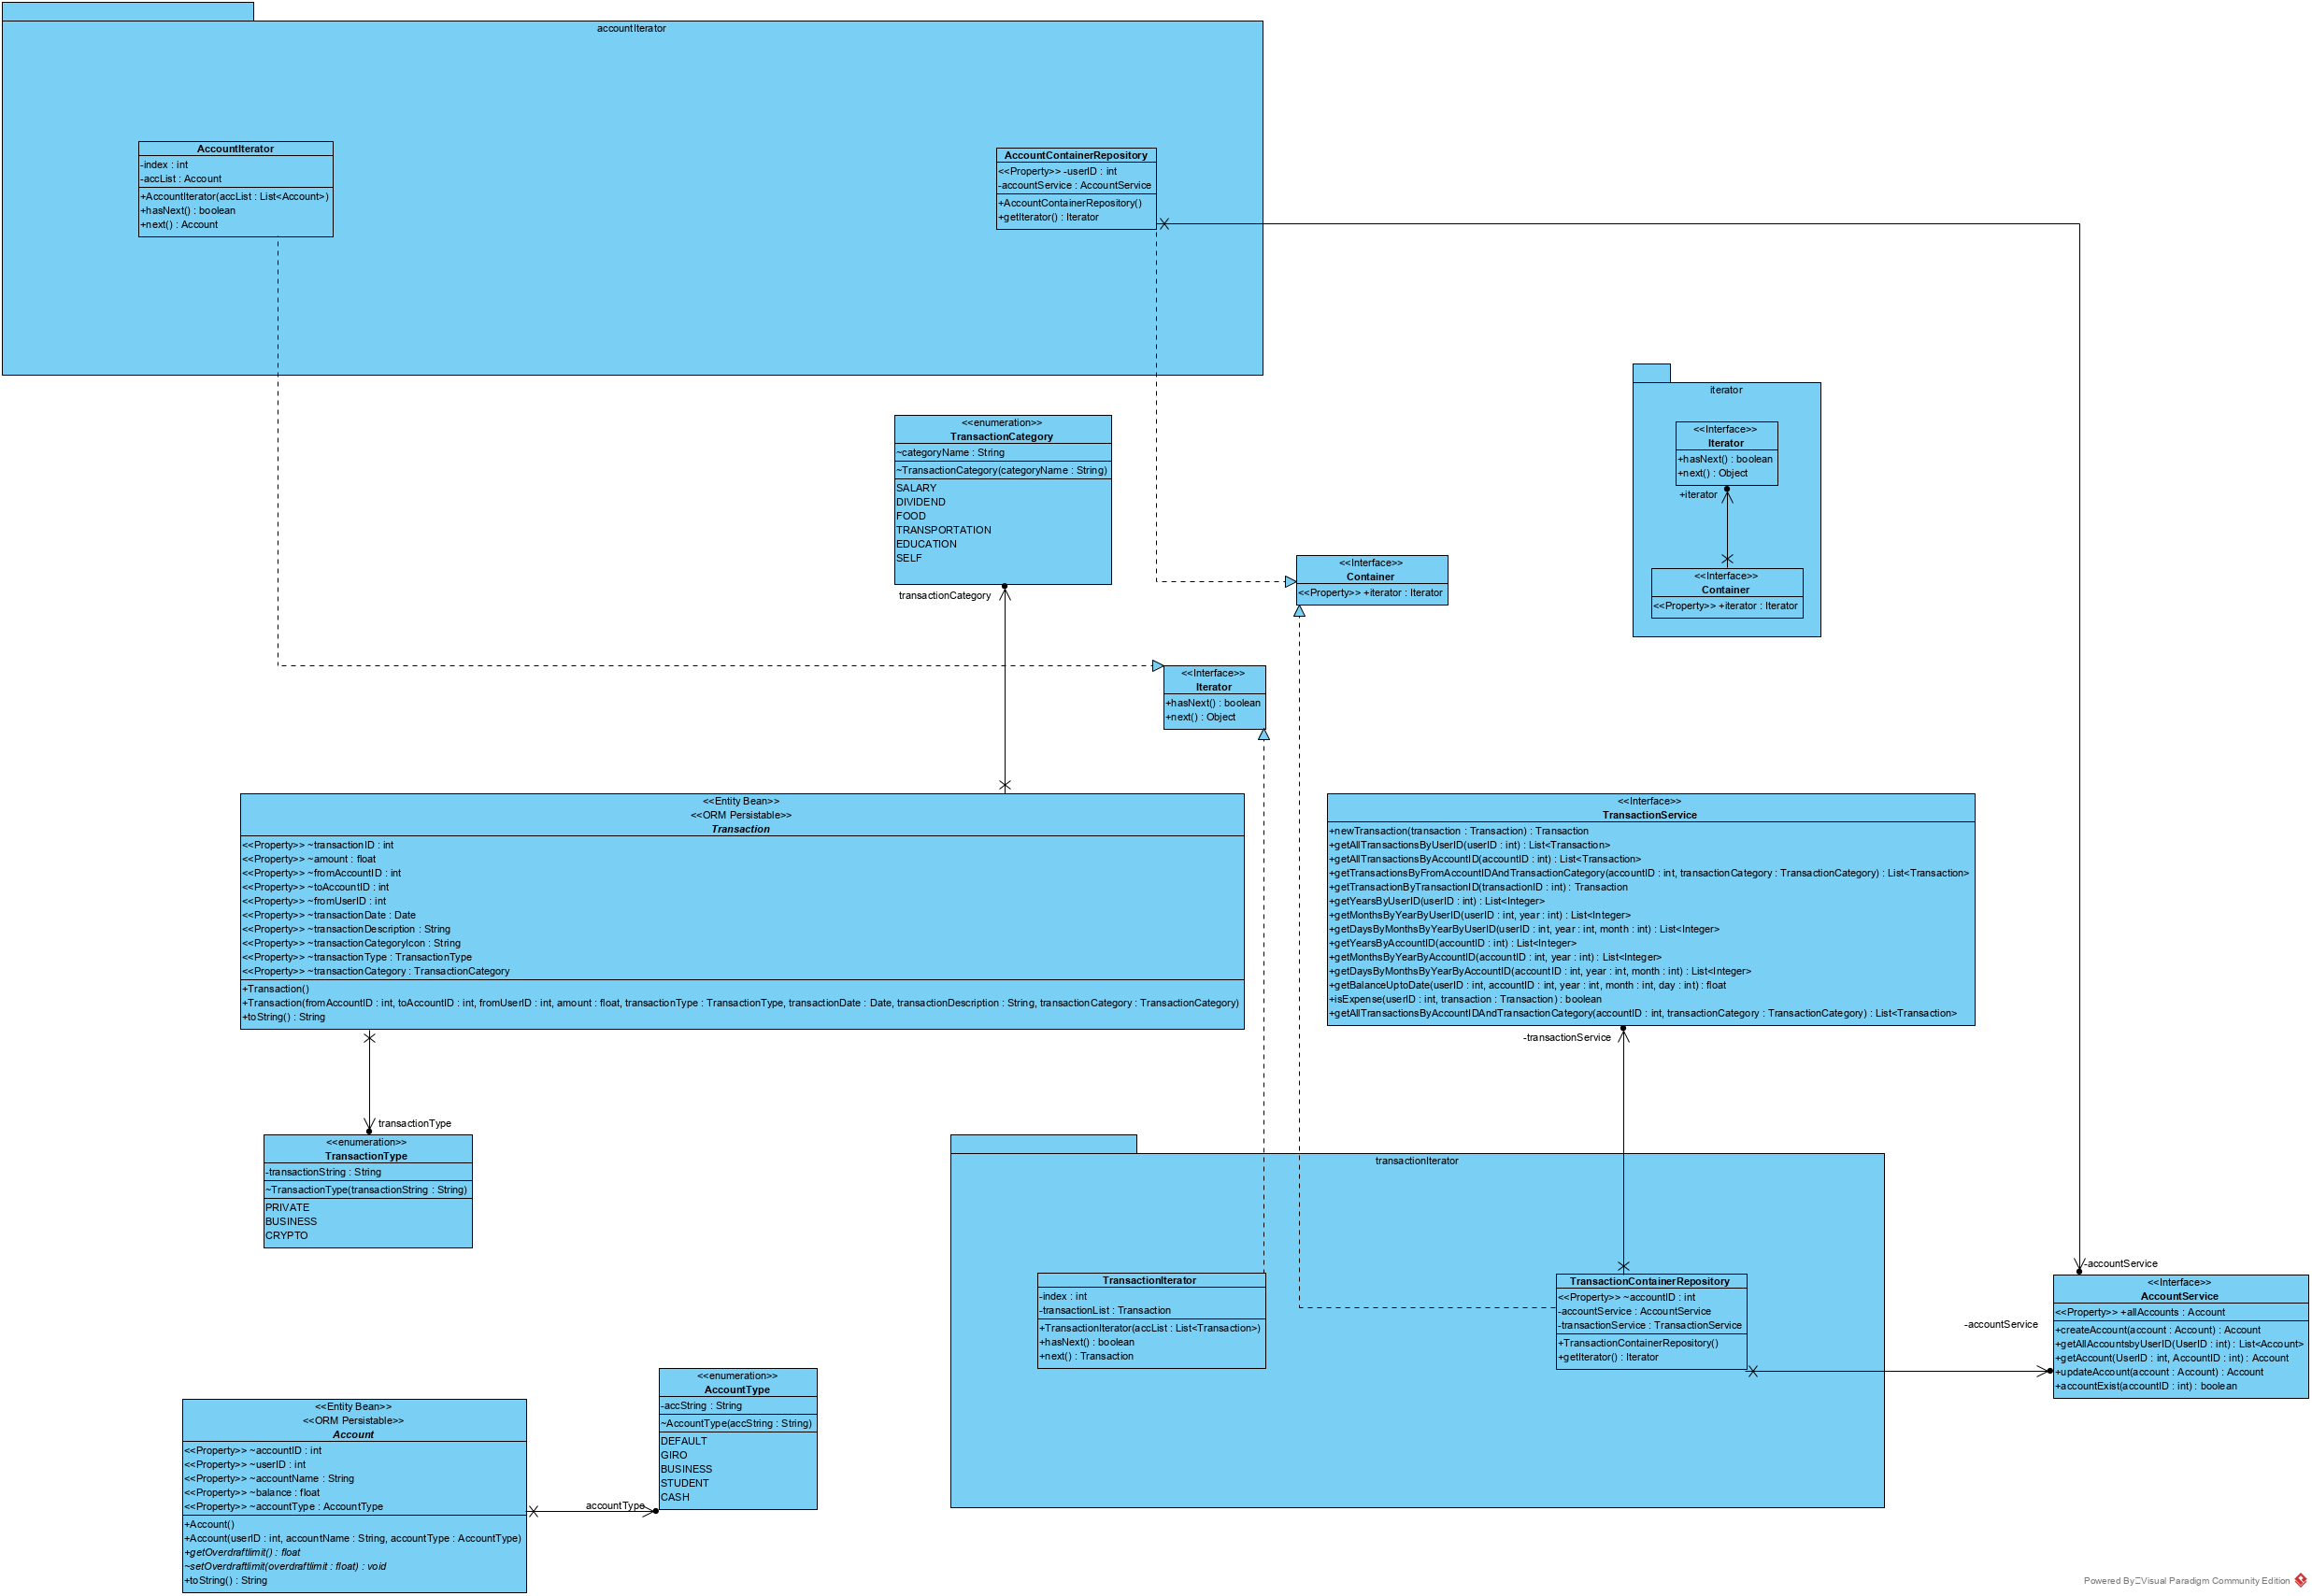 accountIterator
AccountIterator
-index : int
-accList : Account
+AccountIterator(accList : List<Account>)
+hasNext() : boolean
+next() : Account
AccountContainerRepository
<<Property>> -userID : int
-accountService : AccountService
+AccountContainerRepository()
+getIterator() : Iterator
iterator
<<Interface>>
Iterator
+hasNext() : boolean
+next() : Object
+iterator
<<Interface>>
Container
<<Property>> +iterator : Iterator
<<enumeration>>
TransactionCategory
~categoryName : String
~TransactionCategory(categoryName : String)
SALARY
DIVIDEND
FOOD
TRANSPORTATION
EDUCATION
SELF
transactionCategory
<<Interface>>
Container
<<Property>> +iterator : Iterator
<<Interface>>
Iterator
+hasNext() : boolean
+next() : Object
<<Entity Bean>>
<<ORM Persistable>>
Transaction
<<Property>> ~transactionID : int
<<Property>> ~amount : float
<<Property>> ~fromAccountID : int
<<Property>> ~toAccountID : int
<<Property>> ~fromUserID : int
<<Property>> ~transactionDate : Date
<<Property>> ~transactionDescription : String
<<Property>> ~transactionCategoryIcon : String
<<Property>> ~transactionType : TransactionType
<<Property>> ~transactionCategory : TransactionCategory
+Transaction()
+Transaction(fromAccountID : int, toAccountID : int, fromUserID : int, amount : float, transactionType : TransactionType, transactionDate : Date, transactionDescription : String, transactionCategory : TransactionCategory)
+toString() : String
<<Interface>>
TransactionService
+newTransaction(transaction : Transaction) : Transaction
+getAllTransactionsByUserID(userID : int) : List<Transaction>
+getAllTransactionsByAccountID(accountID : int) : List<Transaction>
+getTransactionsByFromAccountIDAndTransactionCategory(accountID : int, transactionCategory : TransactionCategory) : List<Transaction>
+getTransactionByTransactionID(transactionID : int) : Transaction
+getYearsByUserID(userID : int) : List<Integer>
+getMonthsByYearByUserID(userID : int, year : int) : List<Integer>
+getDaysByMonthsByYearByUserID(userID : int, year : int, month : int) : List<Integer>
+getYearsByAccountID(accountID : int) : List<Integer>
+getMonthsByYearByAccountID(accountID : int, year : int) : List<Integer>
+getDaysByMonthsByYearByAccountID(accountID : int, year : int, month : int) : List<Integer>
+getBalanceUptoDate(userID : int, accountID : int, year : int, month : int, day : int) : float
+isExpense(userID : int, transaction : Transaction) : boolean
+getAllTransactionsByAccountIDAndTransactionCategory(accountID : int, transactionCategory : TransactionCategory) : List<Transaction>
-transactionService
transactionType
<<enumeration>>
TransactionType
-transactionString : String
~TransactionType(transactionString : String)
PRIVATE
BUSINESS
CRYPTO
transactionIterator
TransactionIterator
-index : int
-transactionList : Transaction
+TransactionIterator(accList : List<Transaction>)
+hasNext() : boolean
+next() : Transaction
TransactionContainerRepository
<<Property>> ~accountID : int
-accountService : AccountService
-transactionService : TransactionService
+TransactionContainerRepository()
+getIterator() : Iterator
-accountService
-accountService
<<Interface>>
AccountService
<<Property>> +allAccounts : Account
+createAccount(account : Account) : Account
+getAllAccountsbyUserID(UserID : int) : List<Account>
+getAccount(UserID : int, AccountID : int) : Account
+updateAccount(account : Account) : Account
+accountExist(accountID : int) : boolean
<<enumeration>>
AccountType
-accString : String
~AccountType(accString : String)
DEFAULT
GIRO
BUSINESS
STUDENT
CASH
accountType
<<Entity Bean>>
<<ORM Persistable>>
Account
<<Property>> ~accountID : int
<<Property>> ~userID : int
<<Property>> ~accountName : String
<<Property>> ~balance : float
<<Property>> ~accountType : AccountType
+Account()
+Account(userID : int, accountName : String, accountType : AccountType)
+getOverdraftlimit() : float
~setOverdraftlimit(overdraftlimit : float) : void
+toString() : String
Powered By Visual Paradigm Community Edition